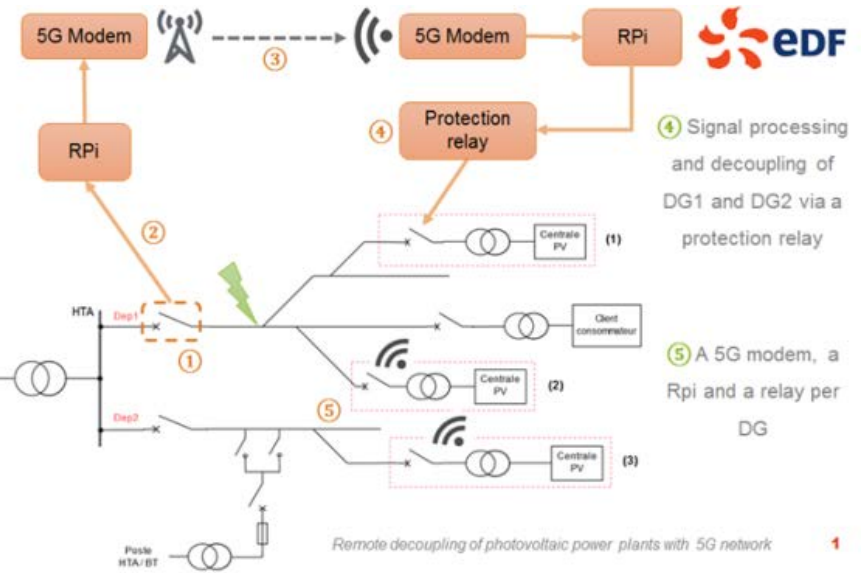 5G Modem
③
5G Modem
RPi
eDF
RPi
④
Protection
relay
④ Signal processing
and decoupling of
DG1 and DG2 via a
protection relay
②
Centrale
PV
(1)
HTA
Dep1
①
Client
consommateur
Centrale
PV
(2)
⑤ A 5G modem, a
Rpi and a relay per
DG
Dep2
⑤
Centrale
PV
(3)
Poste
HTA/BT
Remote decoupling of photovoltaic power plants with 5G network
1